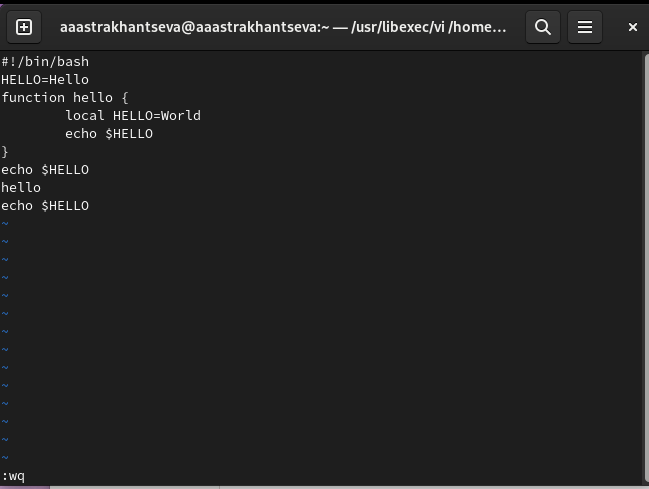 aaastrakhantseva@aaastrakhantseva:~ — /usr/libexec/vi /home...
#!/bin/bash
HELLO=Hello
function hello {
        local HELLO=World
        echo $HELLO
}
echo $HELLO
hello
echo $HELLO
~
~
~
~
~
~
~
~
~
~
~
~
~
~
:wq